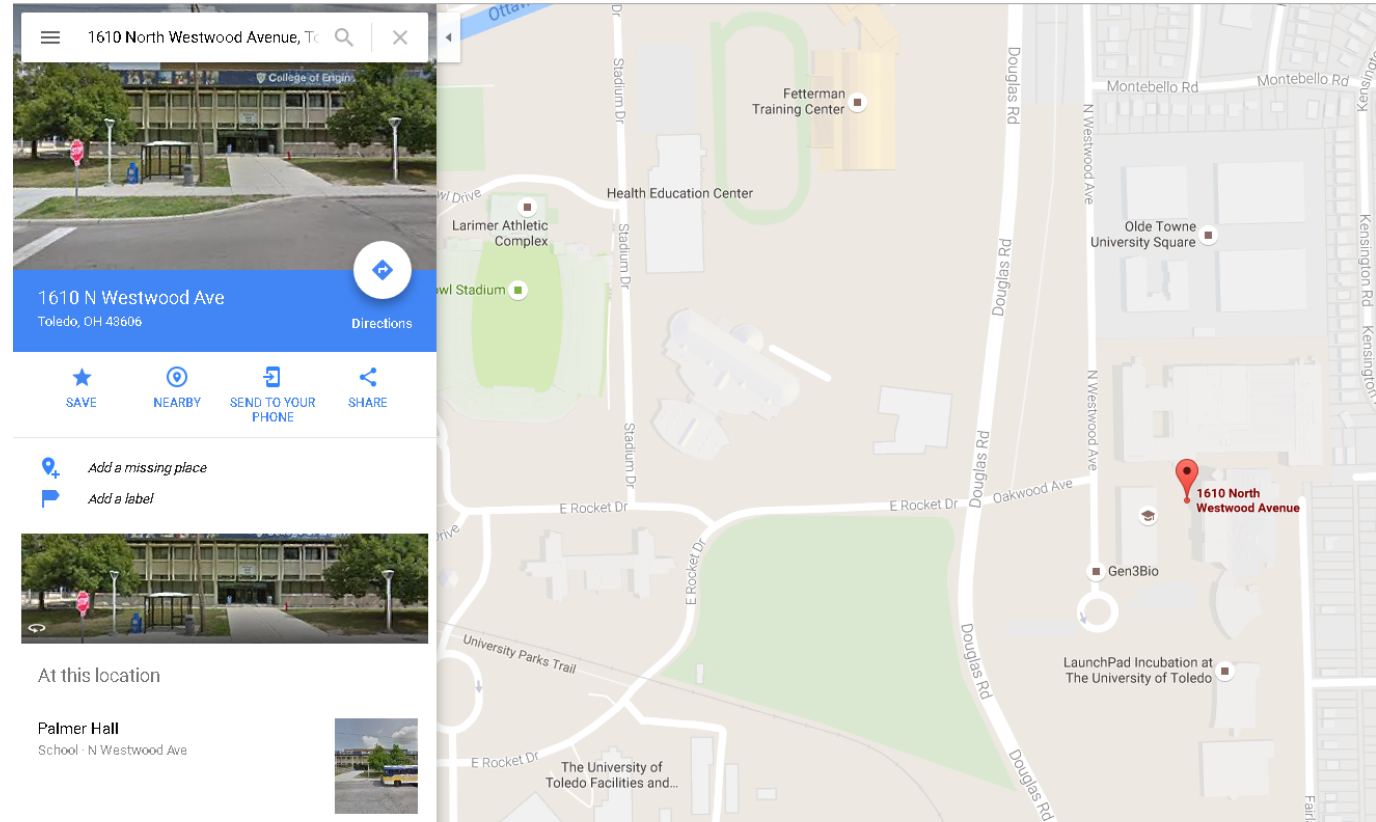 1610 North Westwood Avenue, To
College of Engin
1610 N Westwood Ave
Toledo, OH 43606
Directions
SAVE
NEARBY
SEND TO YOUR
PHONE
SHARE
Add a missing place
Add a label
At this location
Palmer Hall
School · N Westwood Ave
Stadium Dr
Fetterman
Training Center
Douglas Rd
Montebello Rd
Montebello Rd
N Westwood Ave
Health Education Center
Larimer Athletic
Complex
Stadium Dr
Olde Towne
University Square
Kensington Rd
Douglas Rd
Stadium Dr
N Westwood Ave
Douglas Rd
E Rocket Dr
E Rocket Dr
Oakwood Ave
1610 North
Westwood Avenue
E Rocket Dr
Gen3Bio
University Parks Trail
Douglas Rd
LaunchPad Incubation at
The University of Toledo
E Rocket Dr
The University of
Toledo Facilities and...
Douglas Rd